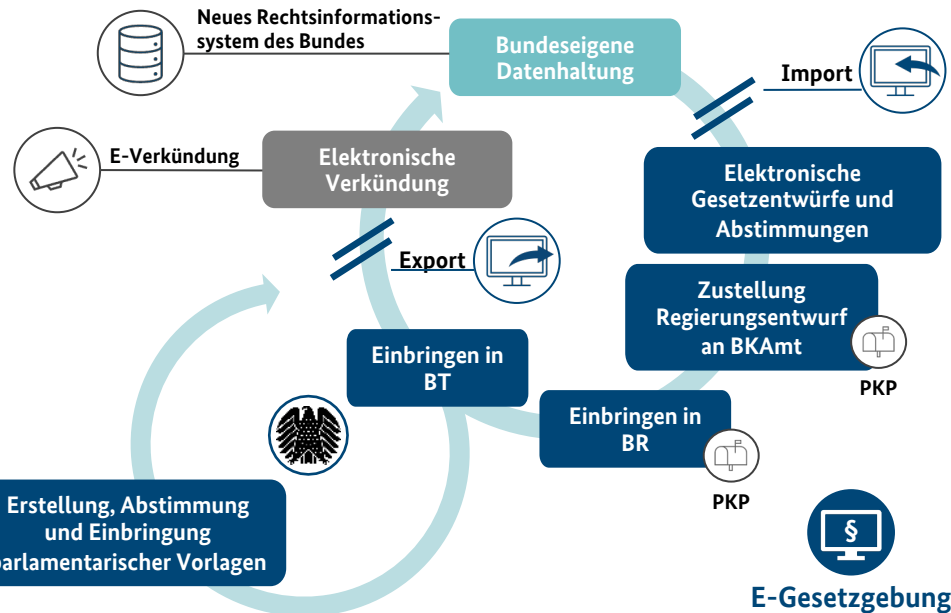 Neues Rechtsinformations-
system des Bundes
Bundeseigene
Datenhaltung
Import
E-Verkündung
Elektronische
Verkündung
Elektronische
Gesetzentwürfe und
Abstimmungen
Export
Zustellung
Regierungsentwurf
an BKAmt
PKP
Einbringen in
BT
Einbringen in
BR
PKP
Erstellung, Abstimmung
und Einbringung
parlamentarischer Vorlagen
§
E-Gesetzgebung